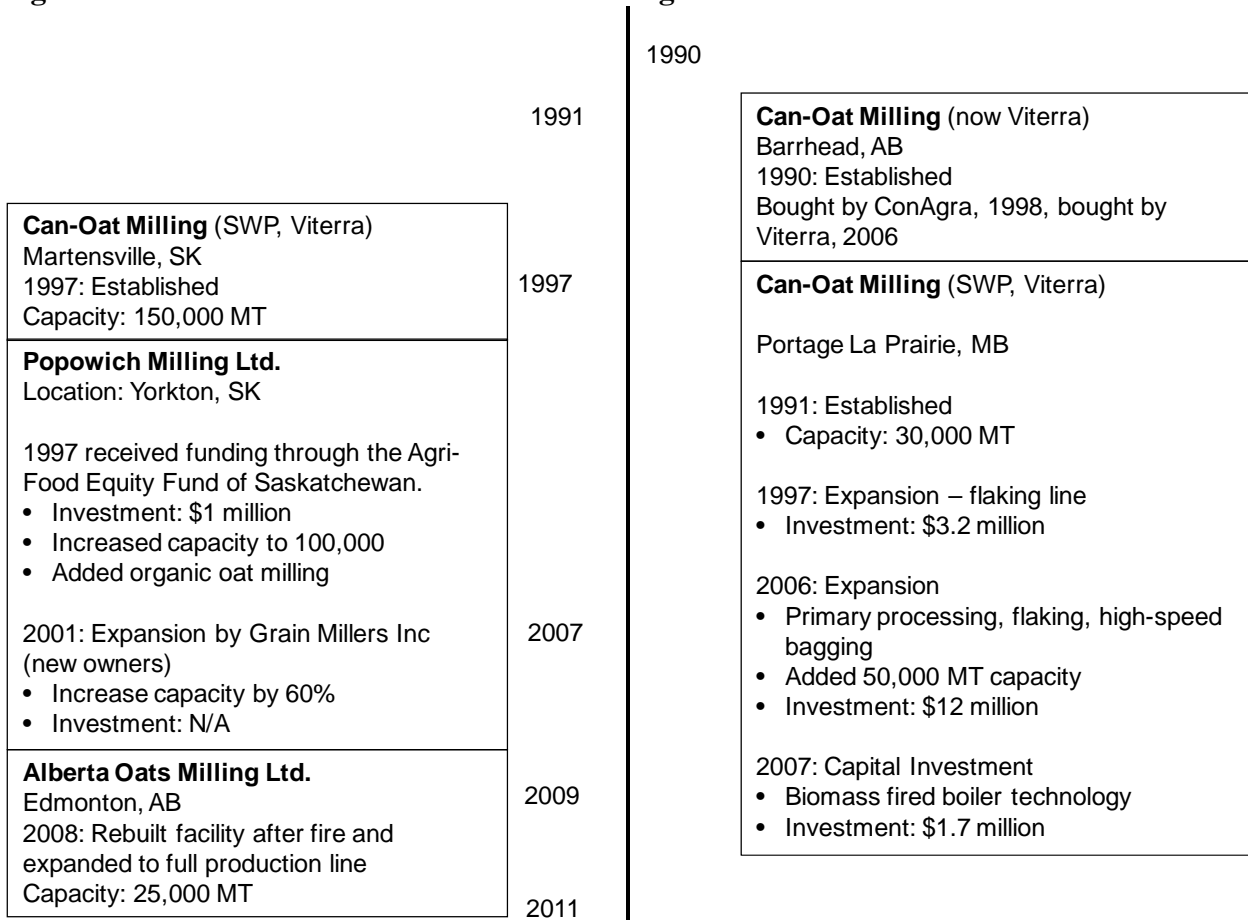 1991
Can-Oat Milling (SWP, Viterra)
Martensville, SK
1997: Established
Capacity: 150,000 MT
1997
Popowich Milling Ltd.
Location: Yorkton, SK
1997 received funding through the Agri-
Food Equity Fund of Saskatchewan.
• Investment: $1 million
• Increased capacity to 100,000
• Added organic oat milling
2001: Expansion by Grain Millers Inc
(new owners)
• Increase capacity by 60%
• Investment: N/A
2007
Alberta Oats Milling Ltd.
Edmonton, AB
2008: Rebuilt facility after fire and
expanded to full production line
Capacity: 25,000 MT
2009
2011
1990
Can-Oat Milling (now Viterra)
Barrhead, AB
1990: Established
Bought by ConAgra, 1998, bought by
Viterra, 2006
Can-Oat Milling (SWP, Viterra)
Portage La Prairie, MB
1991: Established
• Capacity: 30,000 MT
1997: Expansion – flaking line
• Investment: $3.2 million
2006: Expansion
• Primary processing, flaking, high-speed
bagging
• Added 50,000 MT capacity
• Investment: $12 million
2007: Capital Investment
• Biomass fired boiler technology
• Investment: $1.7 million